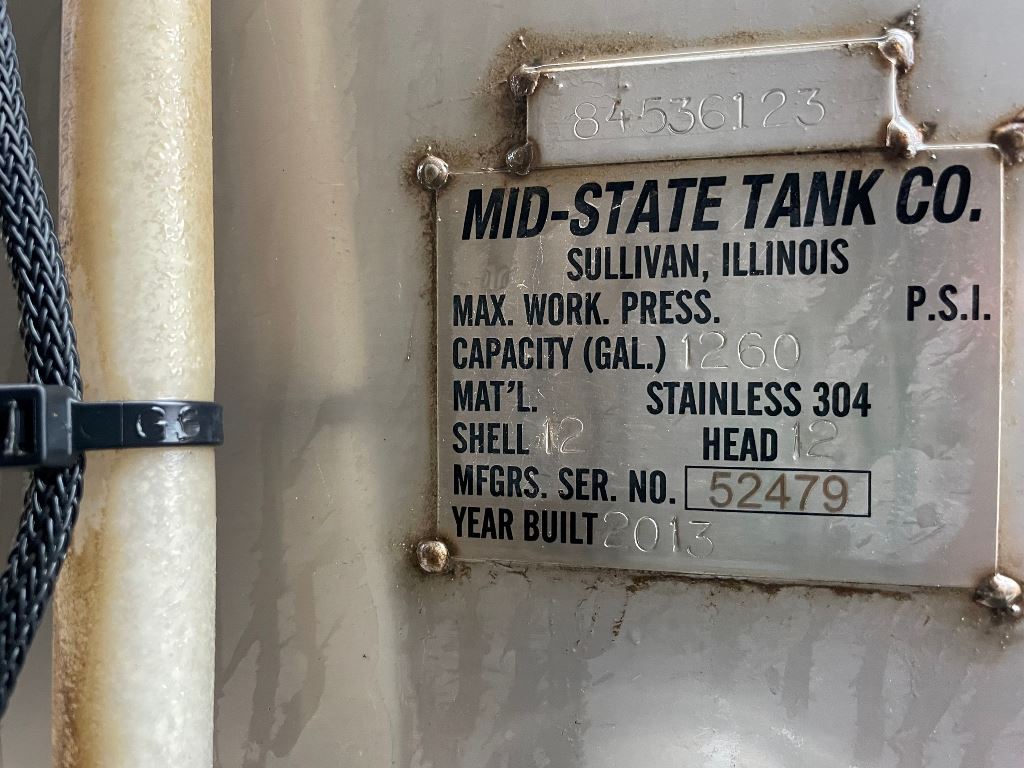 84536123
MID-STATE TANK CO.
SULLIVAN, ILLINOIS
MAX. WORK. PRESS. P.S.I.
CAPACITY (GAL.) 1260
MAT'L. STAINLESS 304
SHELL 12 HEAD 12
MFGRS. SER. NO. 52479
YEAR BUILT 2013